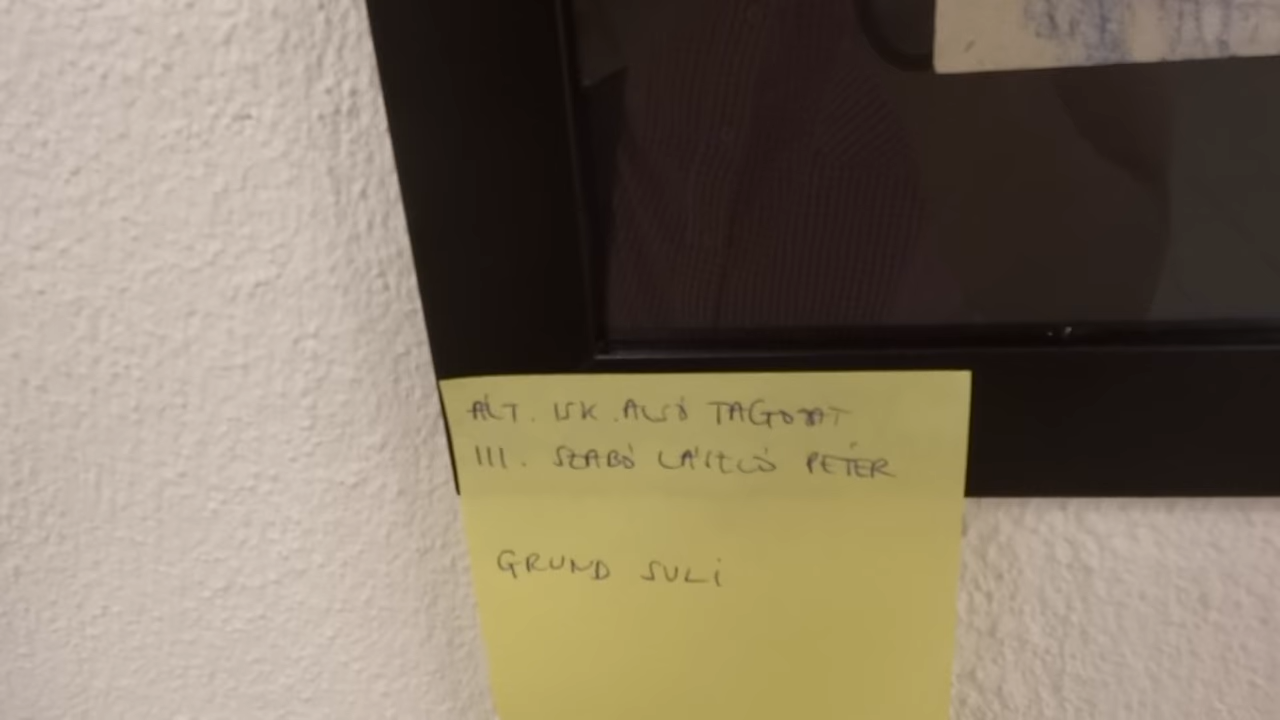 ÁLT. ISK. ALSÓ TAGOZAT
III. SZABÓ LÁSZLÓ PÉTER
GRUND SULI